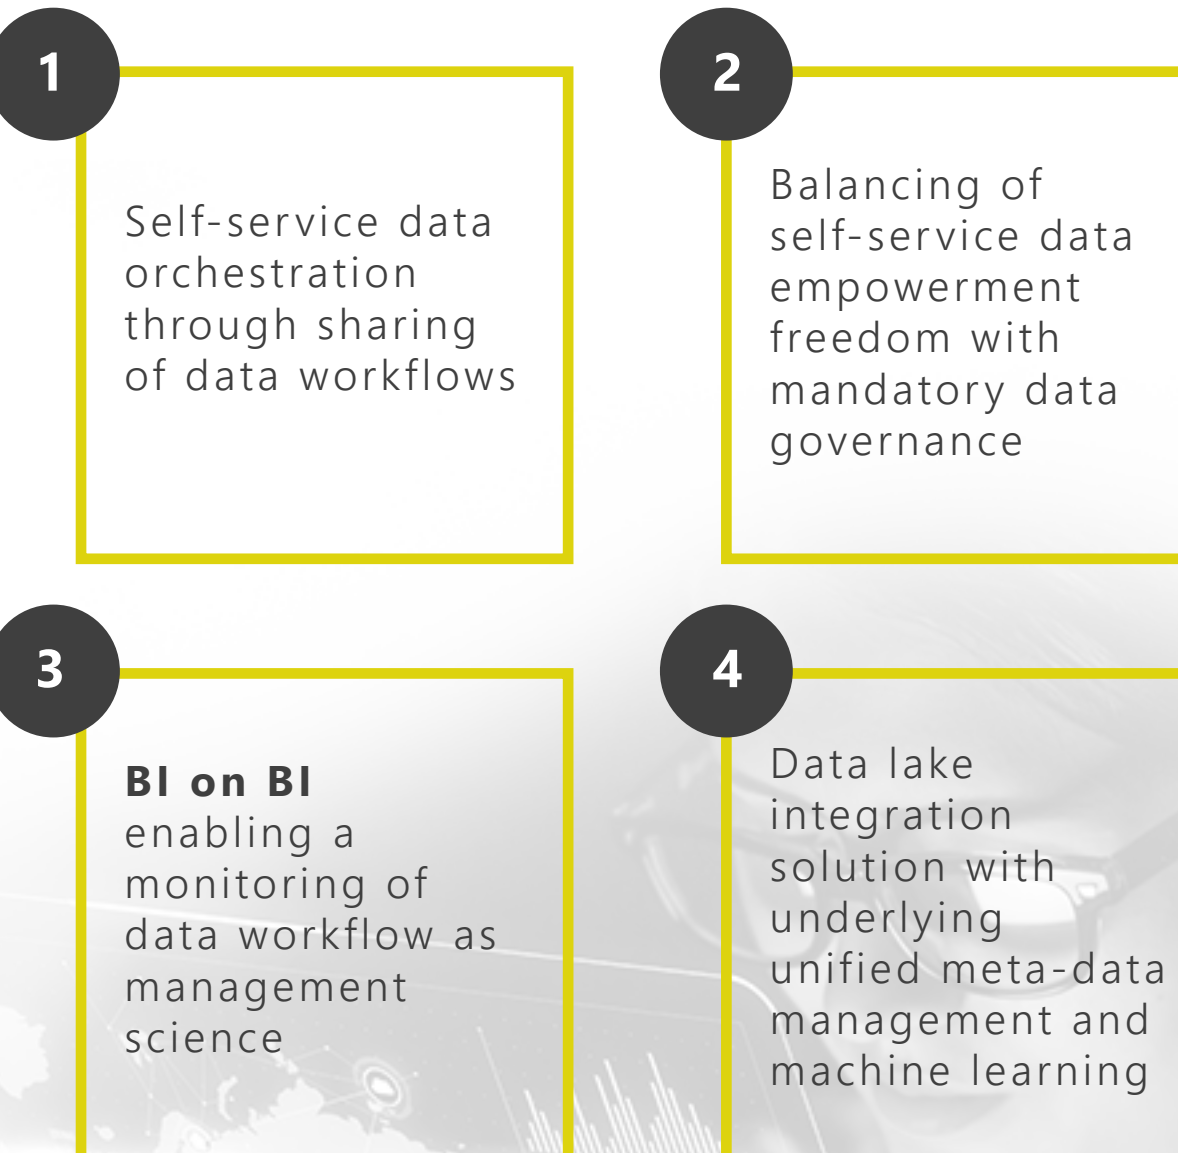 1
Self-service data
orchestration
through sharing
of data workflows
2
Balancing of
self-service data
empowerment
freedom with
mandatory data
governance
3
BI on BI
enabling a
monitoring of
data workflow as
management
science
4
Data lake
integration
solution with
underlying
unified meta-data
management and
machine learning